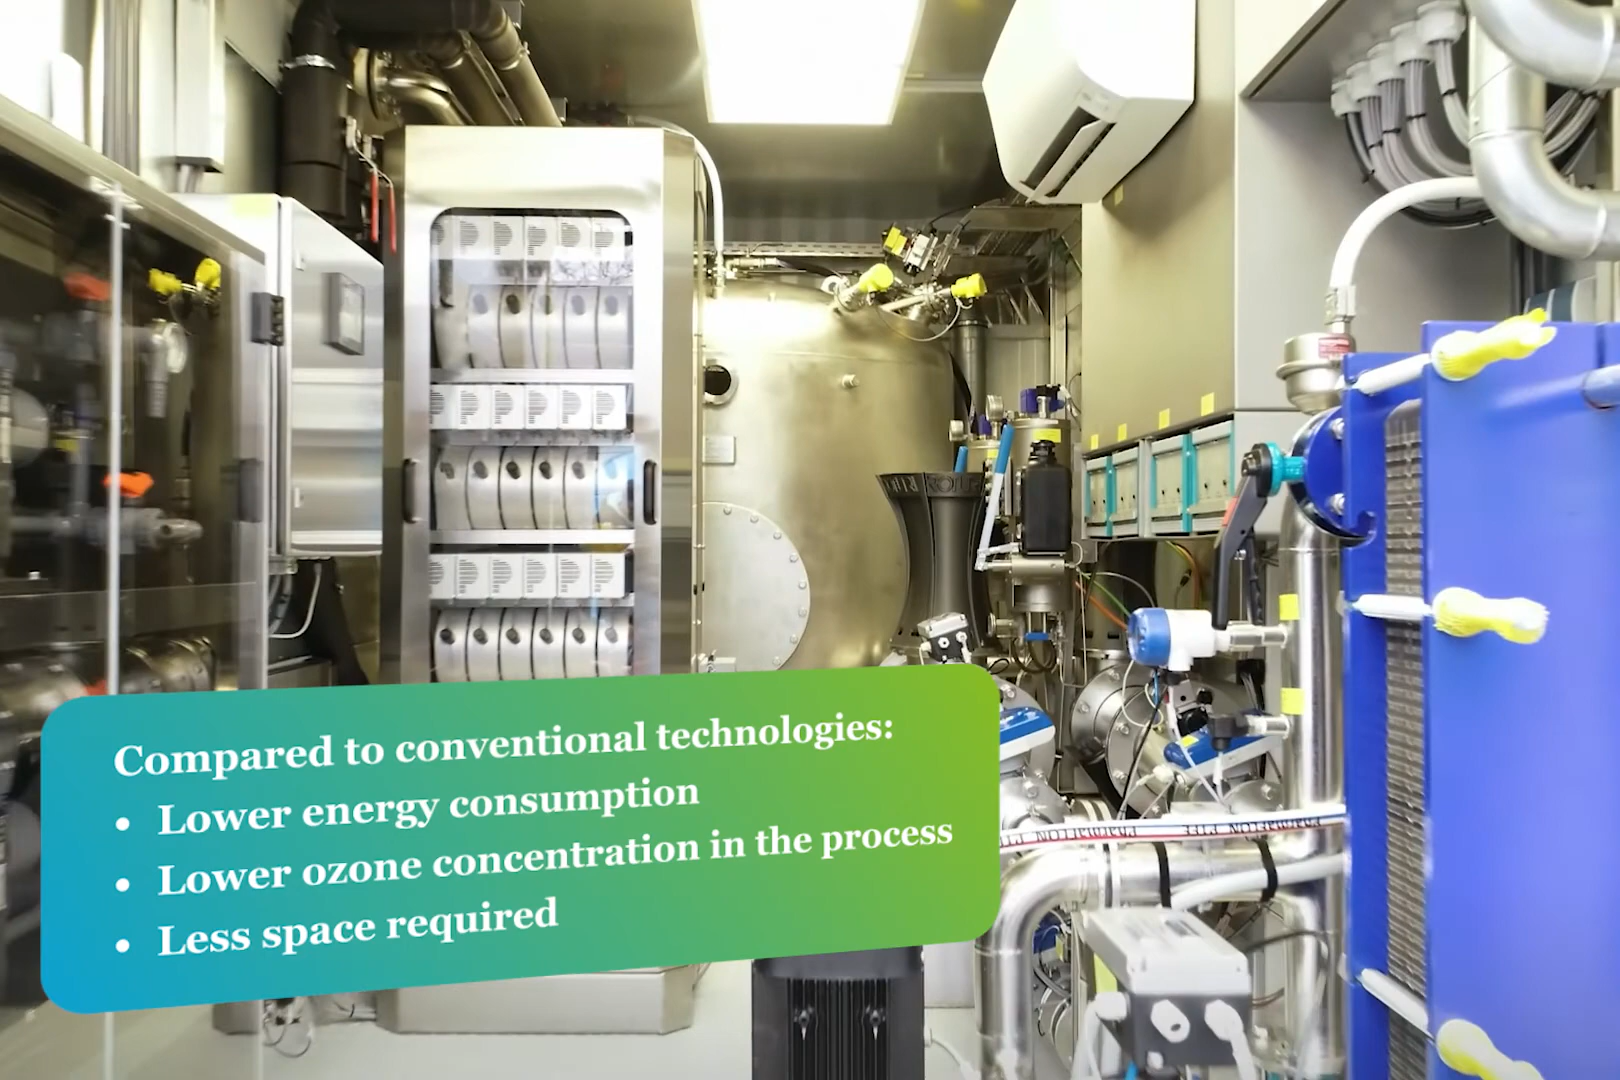 Compared to conventional technologies:
• Lower energy consumption
• Lower ozone concentration in the process
• Less space required